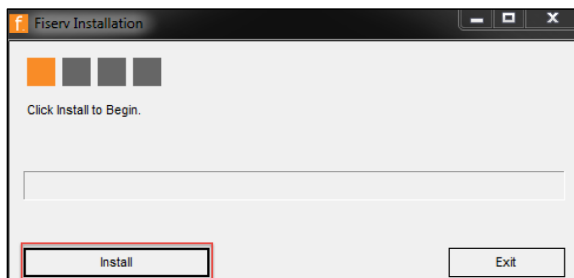 f. Fiserv Installation
Click Install to Begin.
Install
Exit